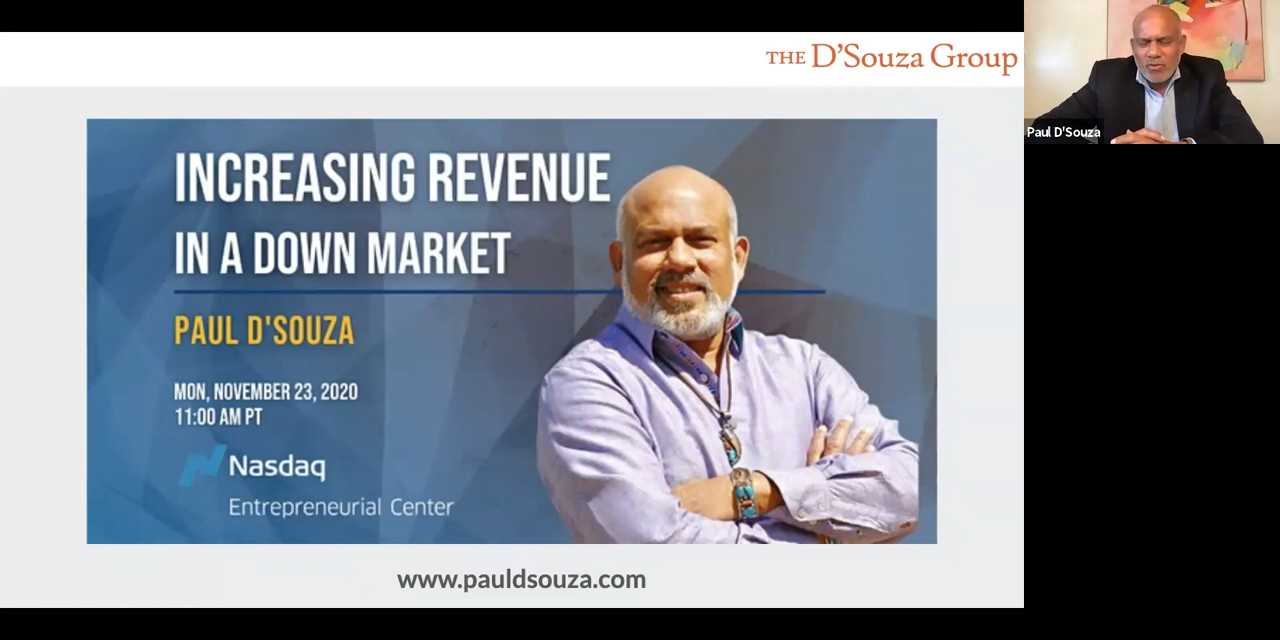 THE D'Souza Group
INCREASING REVENUE
IN A DOWN MARKET
PAUL D'SOUZA
MON, NOVEMBER 23, 2020
11:00 AM PT
Nasdaq
Entrepreneurial Center
www.pauldsouza.com
Paul D'Souza